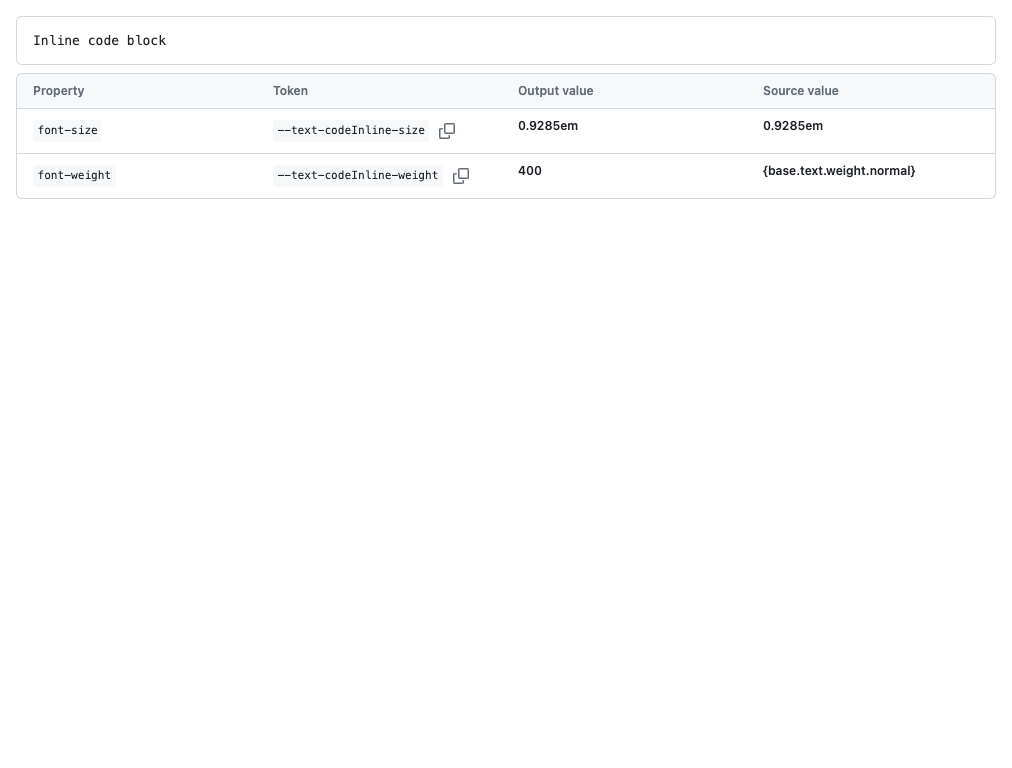 Inline code block
Property Token Output value Source value
font-size --text-codeInline-size 0.9285em 0.9285em
font-weight --text-codeInline-weight 400 {base.text.weight.normal}